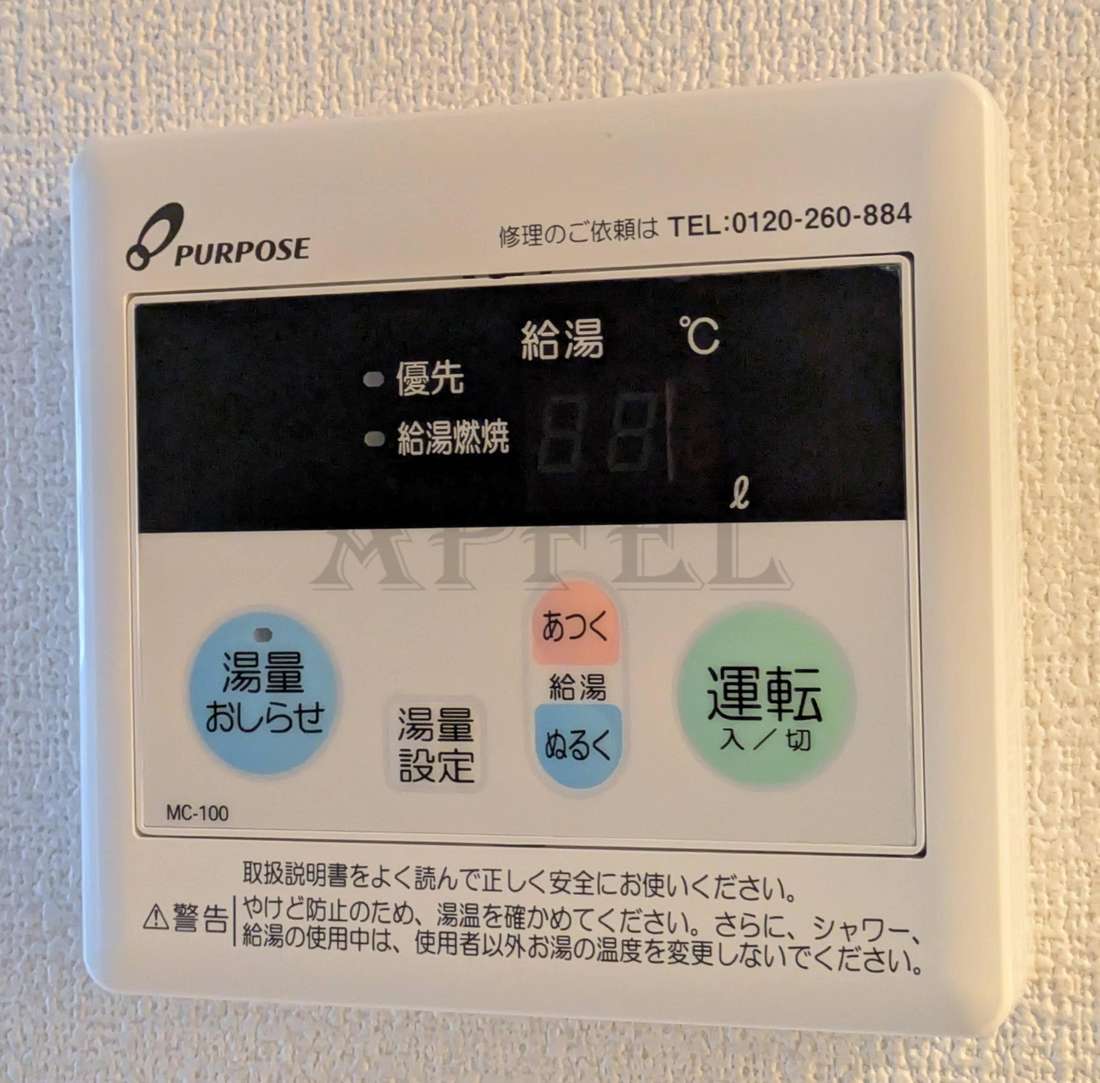 PURPOSE
修理のご依頼は TEL:0120-260-884
給湯 ℃
優先
給湯燃焼
88
ℓ
APFEL
湯量
おしらせ
湯量
設定
あつく
給湯
ぬるく
運転
入／切
MC-100
取扱説明書をよく読んで正しく安全にお使いください。
⚠警告
やけど防止のため、湯温を確かめてください。さらに、シャワー、
給湯の使用中は、使用者以外お湯の温度を変更しないでください。